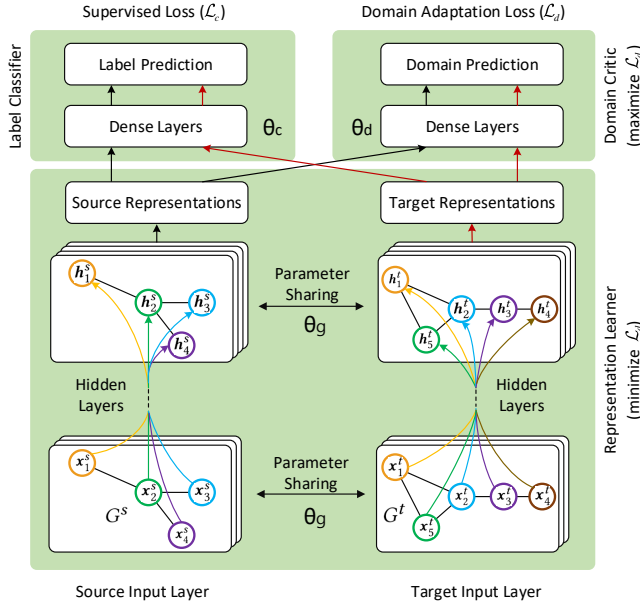 Supervised Loss (ℒc)
Domain Adaptation Loss (ℒd)
Label Classifier
Label Prediction
Dense Layers
θc
Domain Prediction
Dense Layers
θd
Domain Critic
(maximize ℒd)
Source Representations
Target Representations
h₁ˢ
h₂ˢ
h₃ˢ
h₄ˢ
Parameter
Sharing
θg
h₁ᵗ
h₂ᵗ
h₃ᵗ
h₄ᵗ
h₅ᵗ
Hidden
Layers
Hidden
Layers
Representation Learner
(minimize ℒd)
x₁ˢ
x₂ˢ
x₃ˢ
x₄ˢ
Gˢ
Parameter
Sharing
θg
x₁ᵗ
x₂ᵗ
x₃ᵗ
x₄ᵗ
x₅ᵗ
Gᵗ
Source Input Layer
Target Input Layer